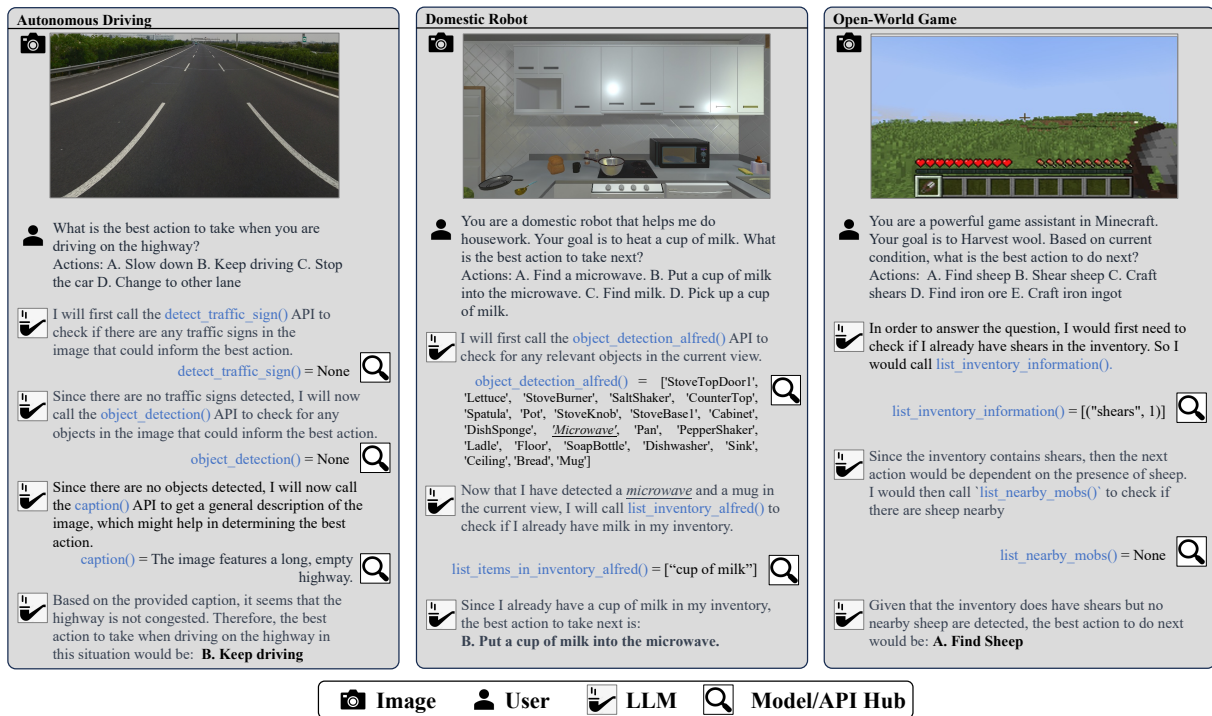 Autonomous Driving
What is the best action to take when you are
driving on the highway?
Actions: A. Slow down B. Keep driving C. Stop
the car D. Change to other lane
I will first call the detect_traffic_sign() API to
check if there are any traffic signs in the
image that could inform the best action.
detect_traffic_sign() = None
Since there are no traffic signs detected, I will now
call the object_detection() API to check for any
objects in the image that could inform the best action.
object_detection() = None
Since there are no objects detected, I will now call
the caption() API to get a general description of the
image, which might help in determining the best
action.
caption() = The image features a long, empty
highway.
Based on the provided caption, it seems that the
highway is not congested. Therefore, the best
action to take when driving on the highway in
this situation would be: B. Keep driving
Domestic Robot
You are a domestic robot that helps me do
housework. Your goal is to heat a cup of milk. What
is the best action to take next?
Actions: A. Find a microwave. B. Put a cup of milk
into the microwave. C. Find milk. D. Pick up a cup
of milk.
I will first call the object_detection_alfred() API to
check for any relevant objects in the current view.
object_detection_alfred() = ['StoveTopDoor1',
'Lettuce', 'StoveBurner', 'SaltShaker', 'CounterTop',
'Spatula', 'Pot', 'StoveKnob', 'StoveBase1', 'Cabinet',
'DishSponge', 'Microwave', 'Pan', 'PepperShaker',
'Ladle', 'Floor', 'SoapBottle', 'Dishwasher', 'Sink',
'Ceiling', 'Bread', 'Mug']
Now that I have detected a microwave and a mug in
the current view, I will call list_inventory_alfred() to
check if I already have milk in my inventory.
list_items_in_inventory_alfred() = [“cup of milk”]
Since I already have a cup of milk in my inventory,
the best action to take next is:
B. Put a cup of milk into the microwave.
Open-World Game
You are a powerful game assistant in Minecraft.
Your goal is to Harvest wool. Based on current
condition, what is the best action to do next?
Actions: A. Find sheep B. Shear sheep C. Craft
shears D. Find iron ore E. Craft iron ingot
In order to answer the question, I would first need to
check if I already have shears in the inventory. So I
would call list_inventory_information().
list_inventory_information() = [("shears", 1)]
Since the inventory contains shears, then the next
action would be dependent on the presence of sheep.
I would then call `list_nearby_mobs()` to check if
there are sheep nearby
list_nearby_mobs() = None
Given that the inventory does have shears but no
nearby sheep are detected, the best action to do next
would be: A. Find Sheep
Image User LLM Model/API Hub